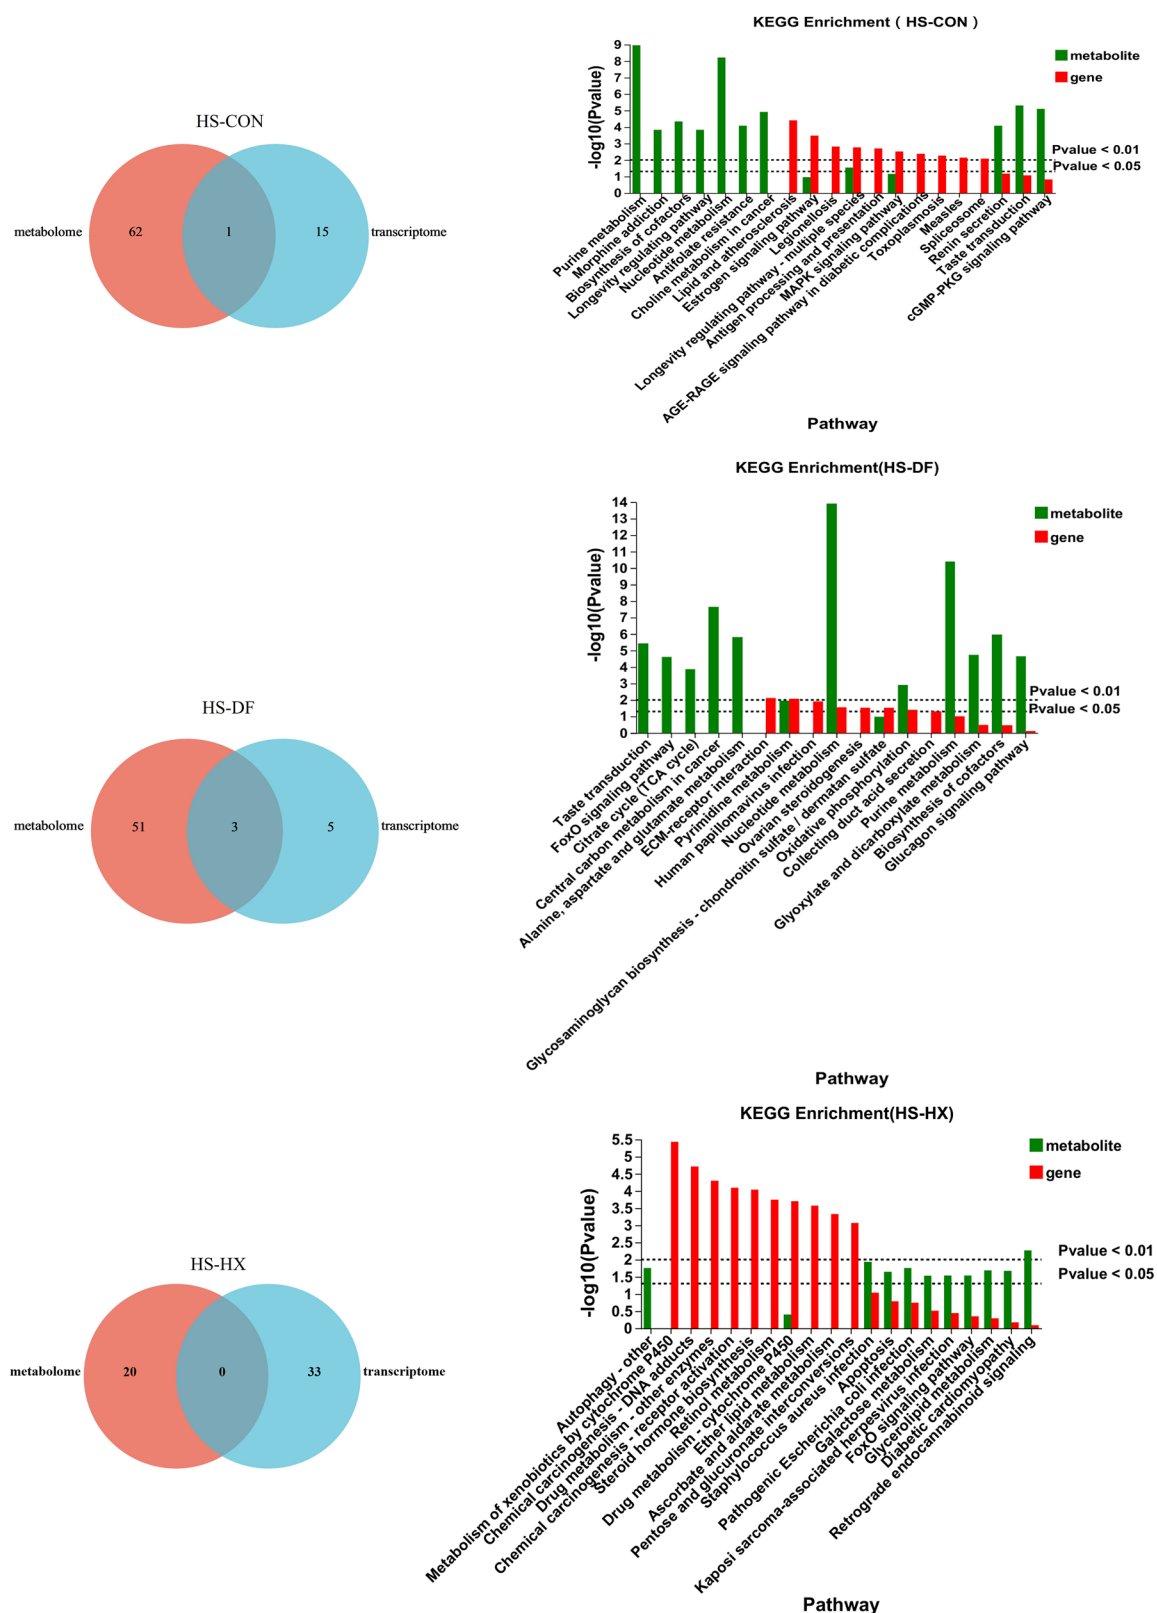 HS-CON
metabolome
62
1
15
transcriptome
KEGG Enrichment ( HS-CON )
metabolite
gene
-log10(Pvalue)
9
8
7
6
5
4
3
2
1
0
Pvalue < 0.01
Pvalue < 0.05
Purine metabolism
Morphine addiction
Biosynthesis of cofactors
Longevity regulating pathway
Nucleotide metabolism
Antifolate resistance
Choline metabolism in cancer
Lipid and atherosclerosis
Estrogen signaling pathway
Legionellosis
Longevity regulating pathway - multiple species
Antigen processing and presentation
MAPK signaling pathway
AGE-RAGE signaling pathway in diabetic complications
Toxoplasmosis
Measles
Spliceosome
Renin secretion
Taste transduction
cGMP-PKG signaling pathway
Pathway
HS-DF
metabolome
51
3
5
transcriptome
KEGG Enrichment(HS-DF)
metabolite
gene
-log10(Pvalue)
14
13
12
11
10
9
8
7
6
5
4
3
2
1
0
Pvalue < 0.01
Pvalue < 0.05
Taste transduction
FoxO signaling pathway
Citrate cycle (TCA cycle)
Central carbon metabolism in cancer
Alanine, aspartate and glutamate metabolism
ECM-receptor interaction
Pyrimidine metabolism
Human papillomavirus infection
Nucleotide metabolism
Ovarian steroidogenesis
Glycosaminoglycan biosynthesis - chondroitin sulfate / dermatan sulfate
Oxidative phosphorylation
Collecting duct acid secretion
Purine metabolism
Glyoxylate and dicarboxylate metabolism
Biosynthesis of cofactors
Glucagon signaling pathway
Pathway
HS-HX
metabolome
20
0
33
transcriptome
KEGG Enrichment(HS-HX)
metabolite
gene
-log10(Pvalue)
5.5
5
4.5
4
3.5
3
2.5
2
1.5
1
0.5
0
Pvalue < 0.01
Pvalue < 0.05
Autophagy - other
Metabolism of xenobiotics by cytochrome P450
Chemical carcinogenesis - DNA adducts
Drug metabolism - other enzymes
Chemical carcinogenesis - receptor activation
Steroid hormone biosynthesis
Retinol metabolism
Drug metabolism - cytochrome P450
Ether lipid metabolism
Ascorbate and aldarate metabolism
Pentose and glucuronate interconversions
Staphylococcus aureus infection
Apoptosis
Pathogenic Escherichia coli infection
Galactose metabolism
Kaposi sarcoma-associated herpesvirus infection
FoxO signaling pathway
Glycerolipid metabolism
Diabetic cardiomyopathy
Retrograde endocannabinoid signaling
Pathway